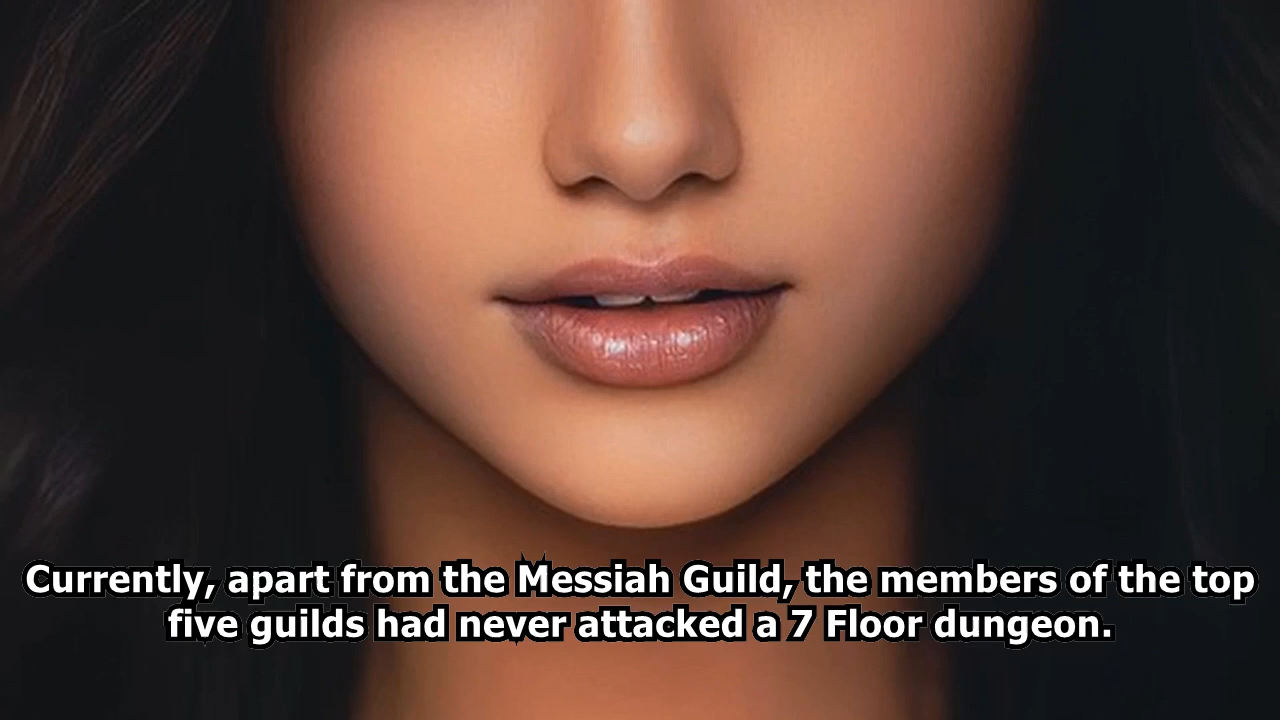 Currently, apart from the Messiah Guild, the members of the top
five guilds had never attacked a 7 Floor dungeon.